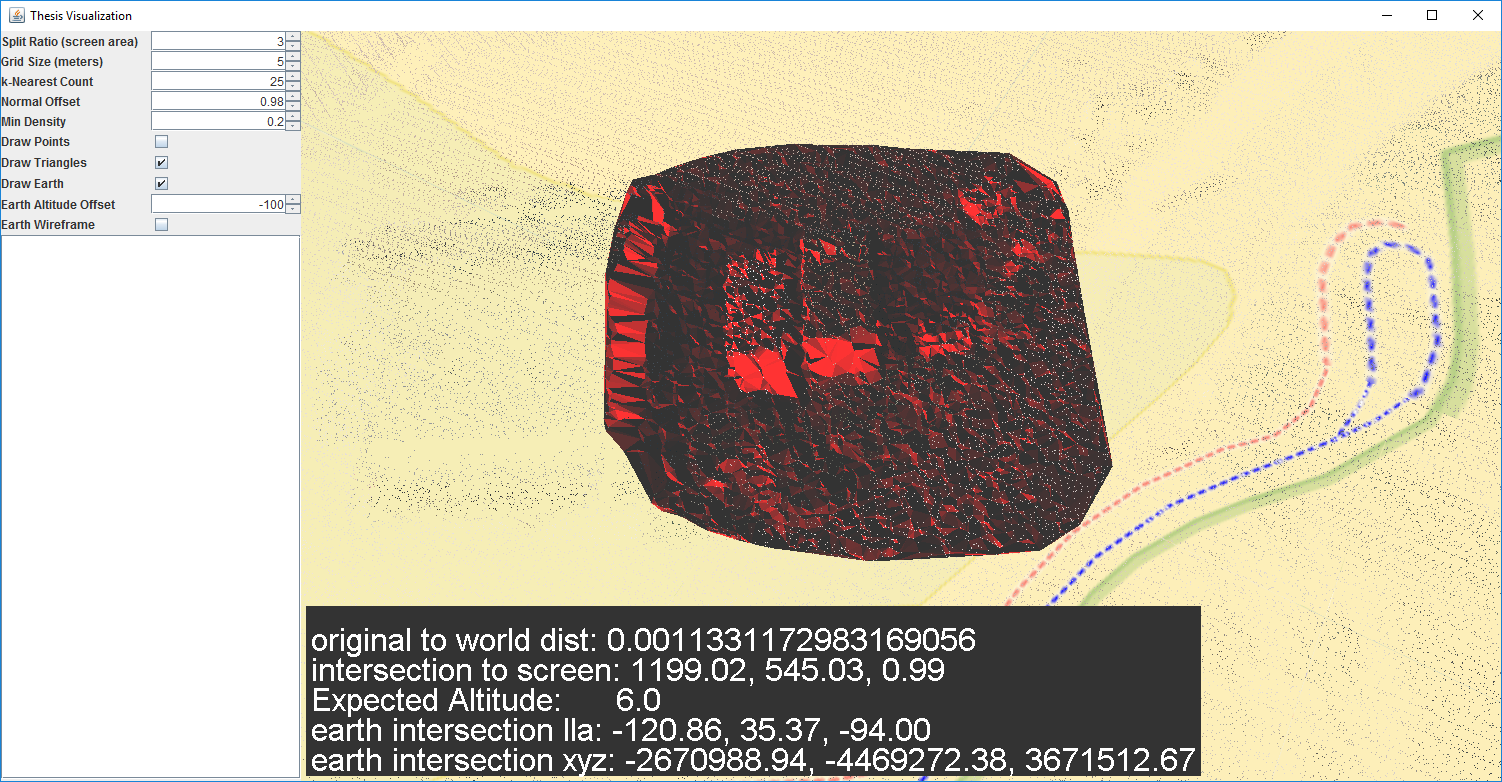 Thesis Visualization
Split Ratio (screen area) 3
Grid Size (meters) 5
k-Nearest Count 25
Normal Offset 0.98
Min Density 0.2
Draw Points
Draw Triangles
Draw Earth
Earth Altitude Offset -100
Earth Wireframe
original to world dist: 0.0011331172983169056
intersection to screen: 1199.02, 545.03, 0.99
Expected Altitude: 6.0
earth intersection lla: -120.86, 35.37, -94.00
earth intersection xyz: -2670988.94, -4469272.38, 3671512.67